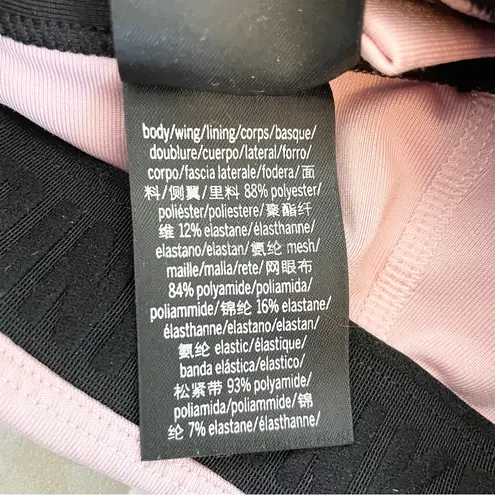 body/wing/lining/corps/basque/
doublure/cuerpo/lateral/forro/
corpo/fascia laterale/fodera/面
料/侧翼/里料 88% polyester/
poliéster/poliestere/聚酯纤
维 12% elastane/élasthanne/
elastano/elastan/氨纶 mesh/
maille/malla/rete/网眼布
84% polyamide/poliamida/
poliammide/锦纶 16% elastane/
élasthanne/elastano/elastan/
氨纶 elastic/élastique/
banda elástica/elastico/
松紧带 93% polyamide/
poliamida/poliammide/锦
纶 7% elastane/élasthanne/